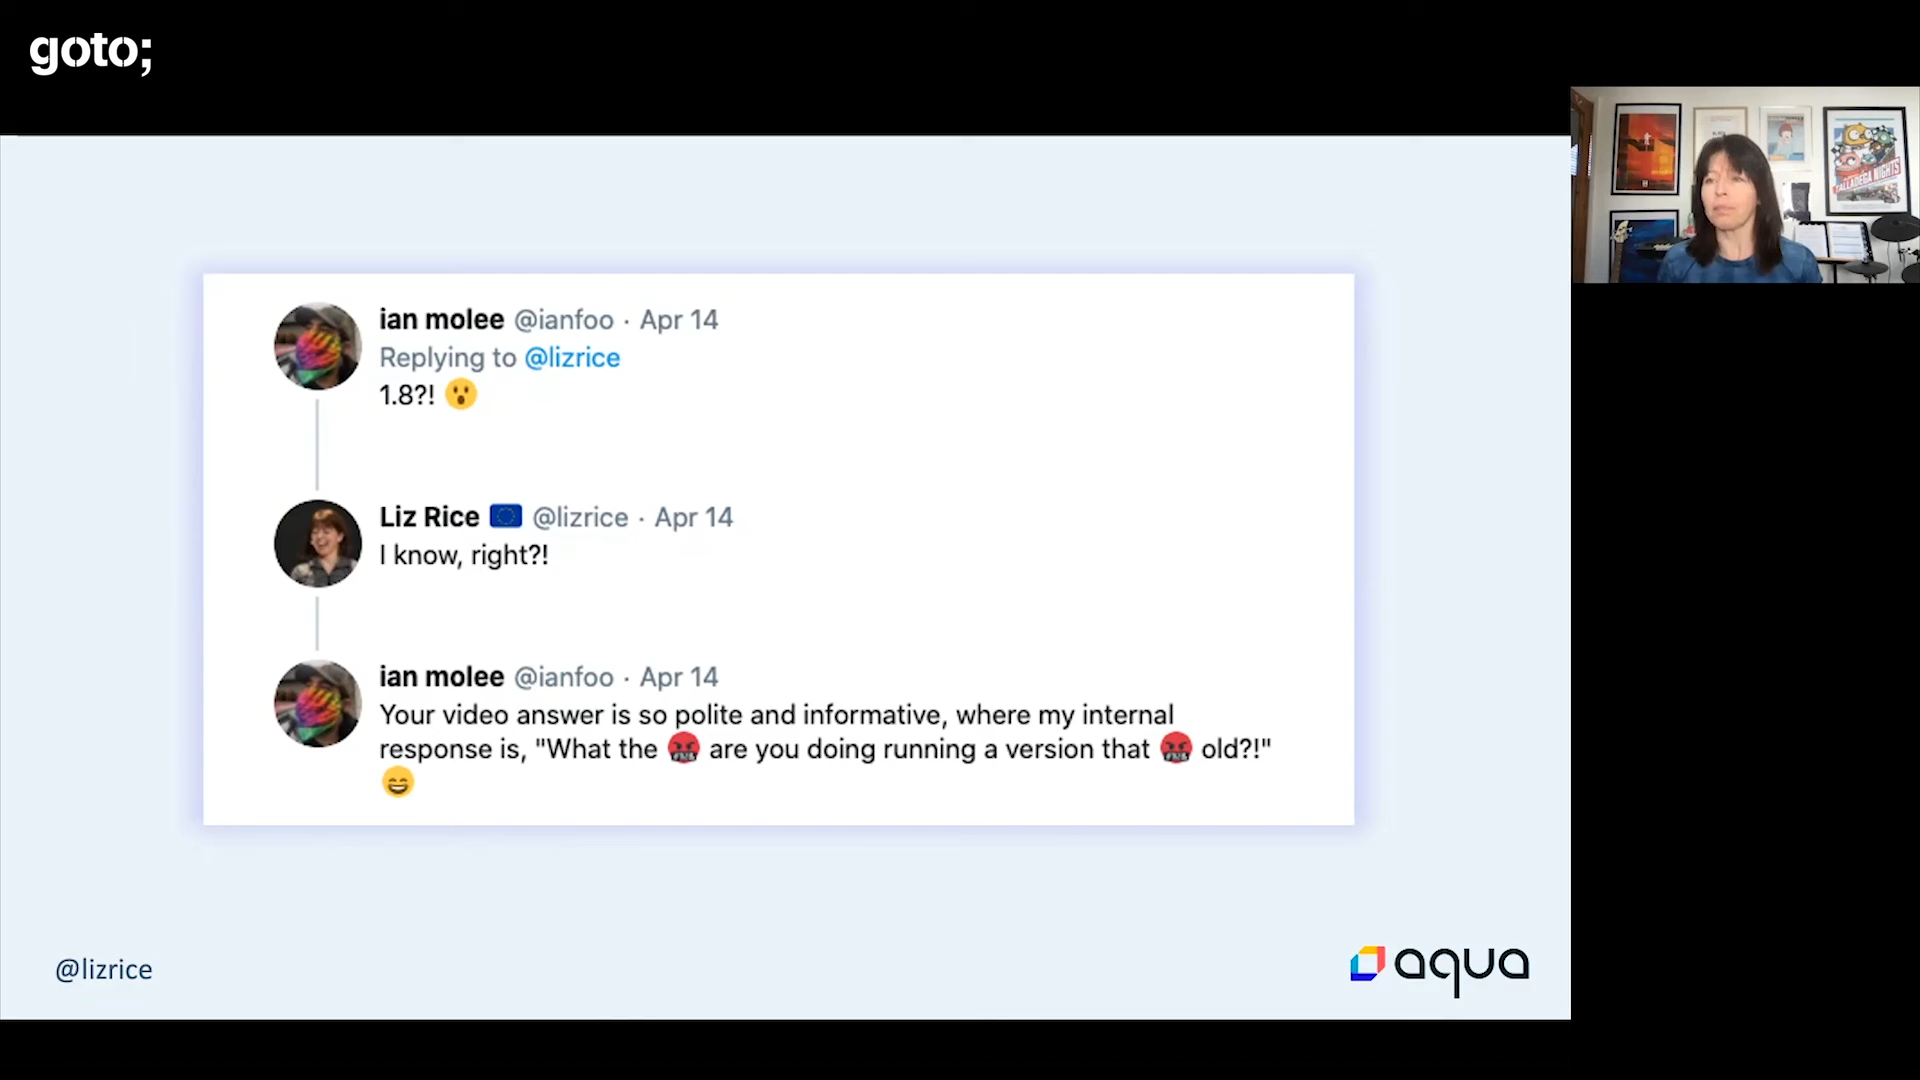 goto;
TALLADEGA NIGHTS
ian molee @ianfoo · Apr 14
Replying to @lizrice
1.8?! 😮
Liz Rice 🇪🇺 @lizrice · Apr 14
I know, right?!
ian molee @ianfoo · Apr 14
Your video answer is so polite and informative, where my internal
response is, "What the 🤬 are you doing running a version that 🤬 old?!"
😄
@lizrice
aqua